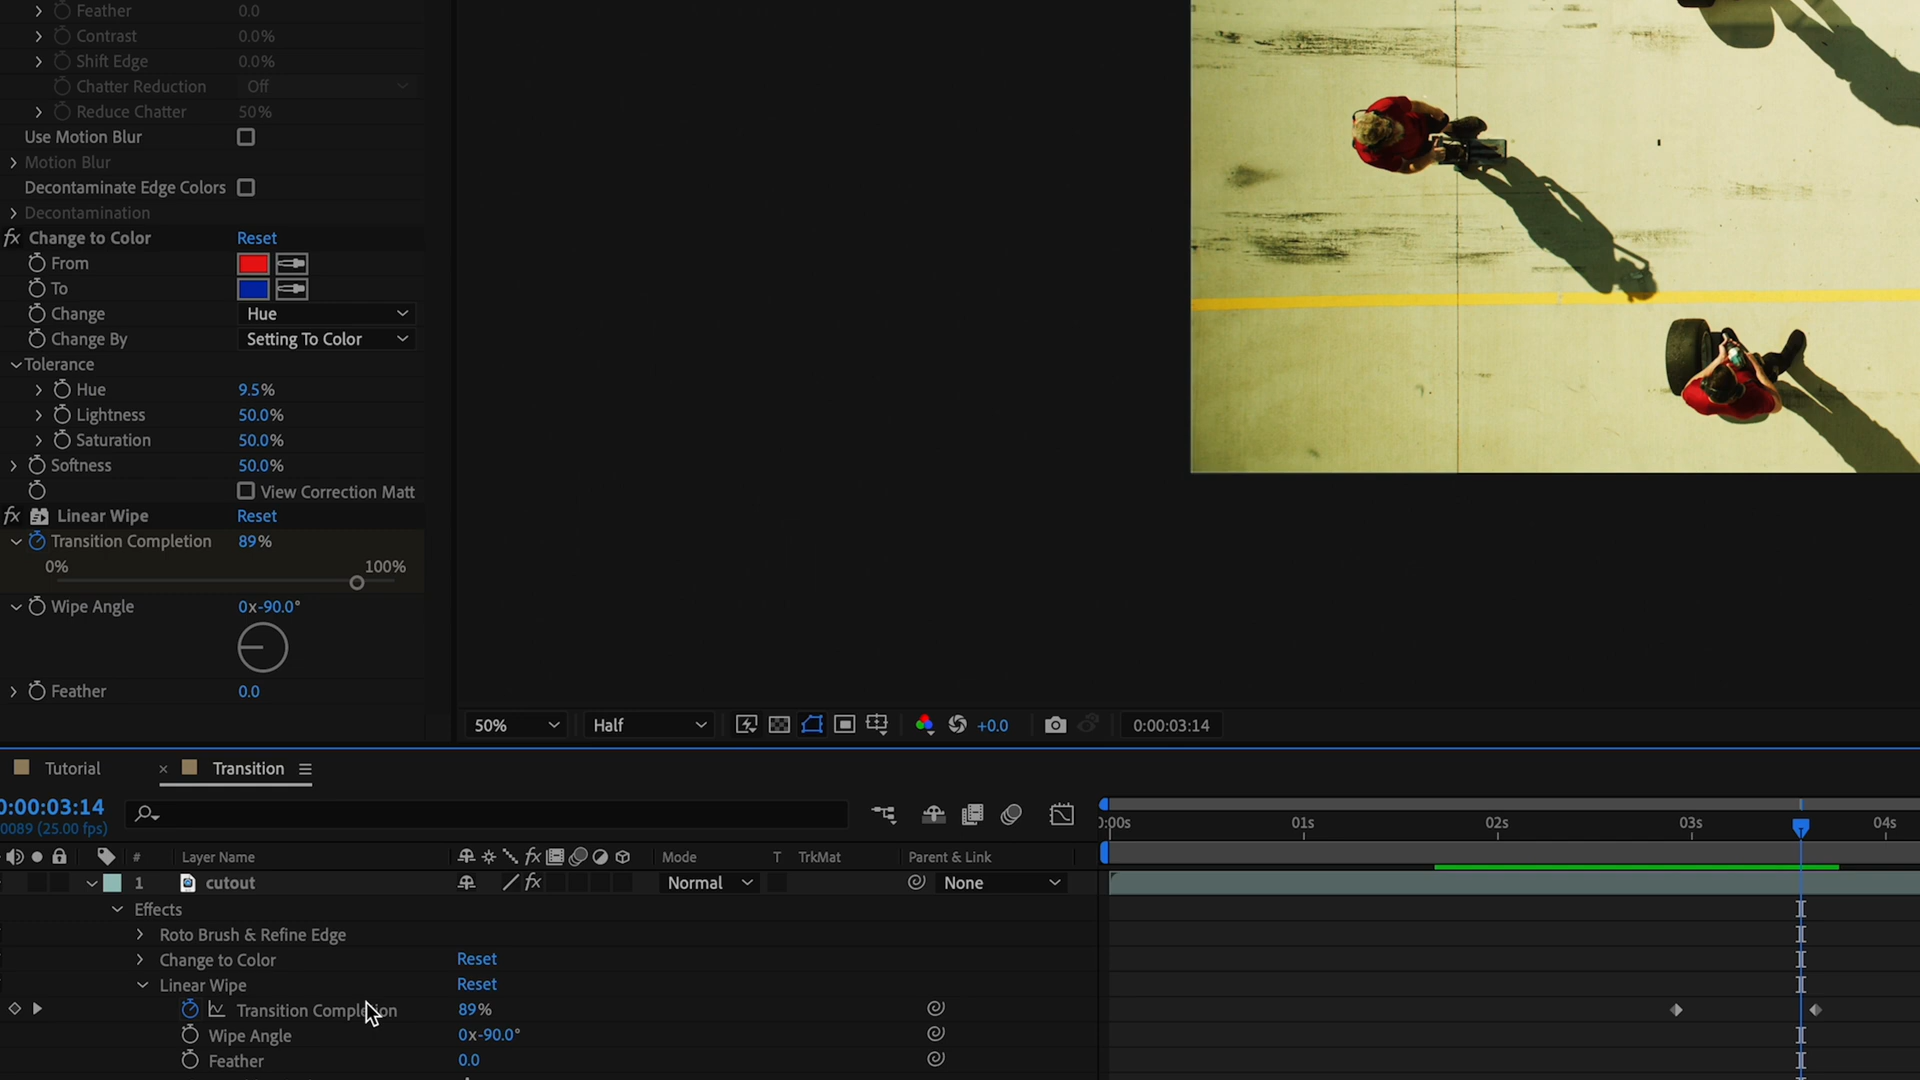 Feather 0.0
Contrast 0.0%
Shift Edge 0.0%
Chatter Reduction Off
Reduce Chatter 50%
Use Motion Blur
Motion Blur
Decontaminate Edge Colors
Decontamination
fx Change to Color Reset
From
To
Change Hue
Change By Setting To Color
Tolerance
Hue 9.5%
Lightness 50.0%
Saturation 50.0%
Softness 50.0%
View Correction Matt
fx Linear Wipe Reset
Transition Completion 89%
0% 100%
Wipe Angle 0x-90.0°
Feather 0.0
50% Half +0.0 0:00:03:14
Tutorial × Transition
0:00:03:14
0089 (25.00 fps)
0:00s 01s 02s 03s 04s
# Layer Name fx Mode T TrkMat Parent & Link
1 cutout fx Normal None
Effects
Roto Brush & Refine Edge
Change to Color Reset
Linear Wipe Reset
Transition Completion 89%
Wipe Angle 0x-90.0°
Feather 0.0